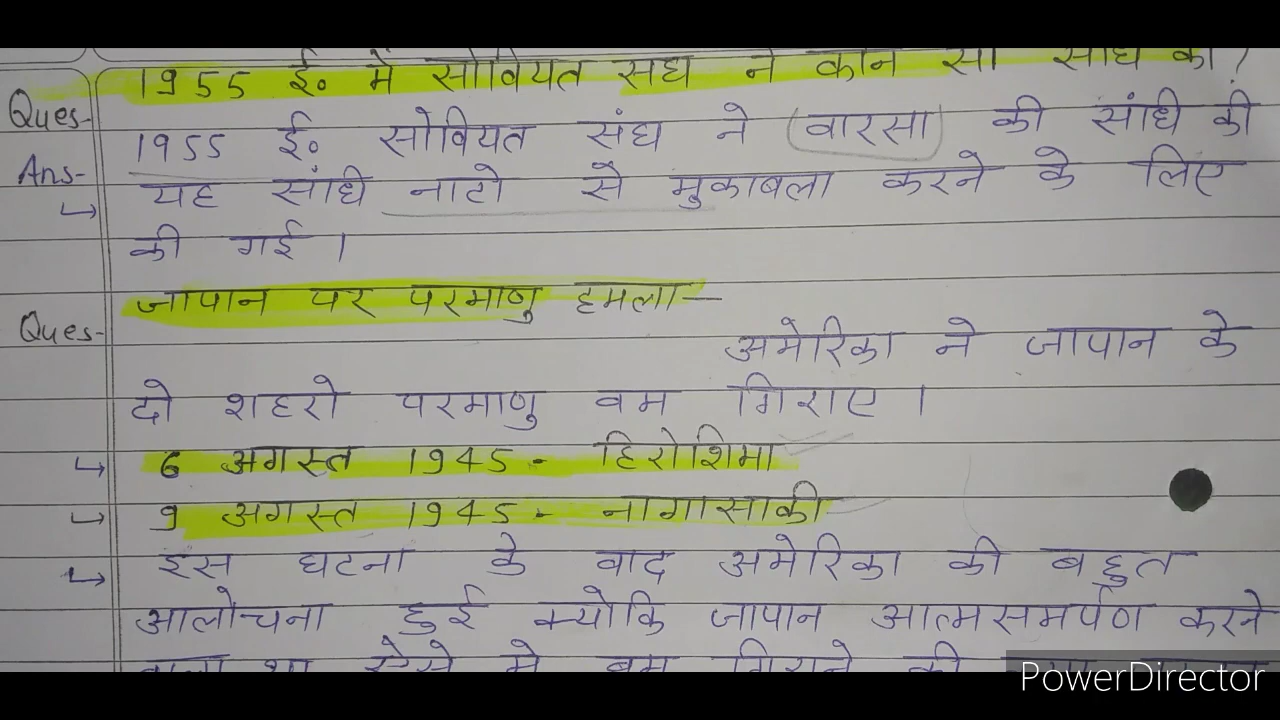 Ques- 1955 ई० में सोवियत संघ ने कौन सी संधि की?
Ans- 1955 ई० सोवियत संघ ने वारसा की संधि की
↳ यह संधि नाटो से मुकाबला करने के लिए
की गई ।
Ques- जापान पर परमाणु हमला —
अमेरिका ने जापान के
दो शहरो परमाणु वम गिराए ।
↳ 6 अगस्त 1945 - हिरोशिमा
↳ 9 अगस्त 1945 - नागासाकी
↳ इस घटना के वाद अमेरिका की बहुत
आलोचना हुई क्योकि जापान आत्मसमर्पण करने
वाला था ऐसे मे बम गिराने की
PowerDirector